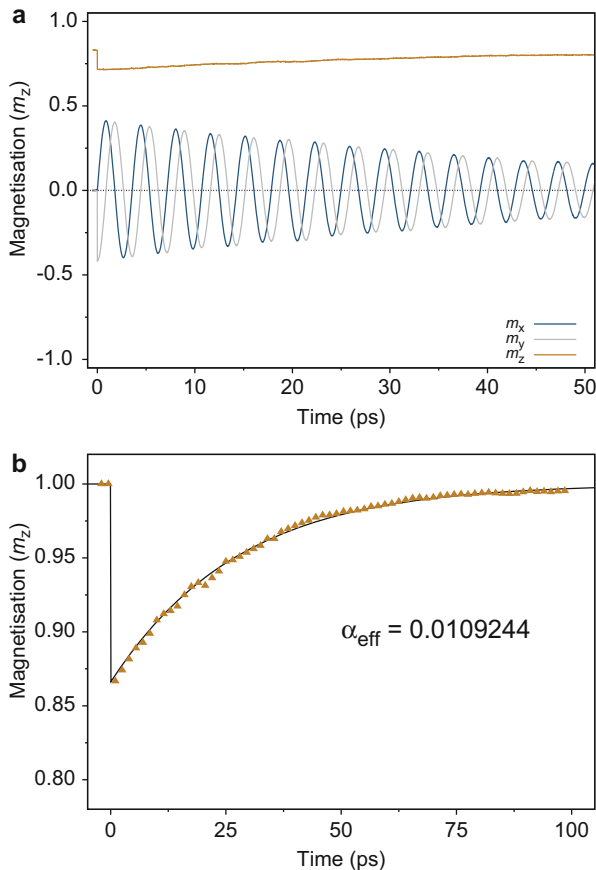 a
1.0
0.5
0.0
-0.5
-1.0
Magnetisation (mz)
mx
my
mz
0 10 20 30 40 50
Time (ps)
b
1.00
0.95
0.90
0.85
0.80
Magnetisation (mz)
αeff = 0.0109244
0 25 50 75 100
Time (ps)